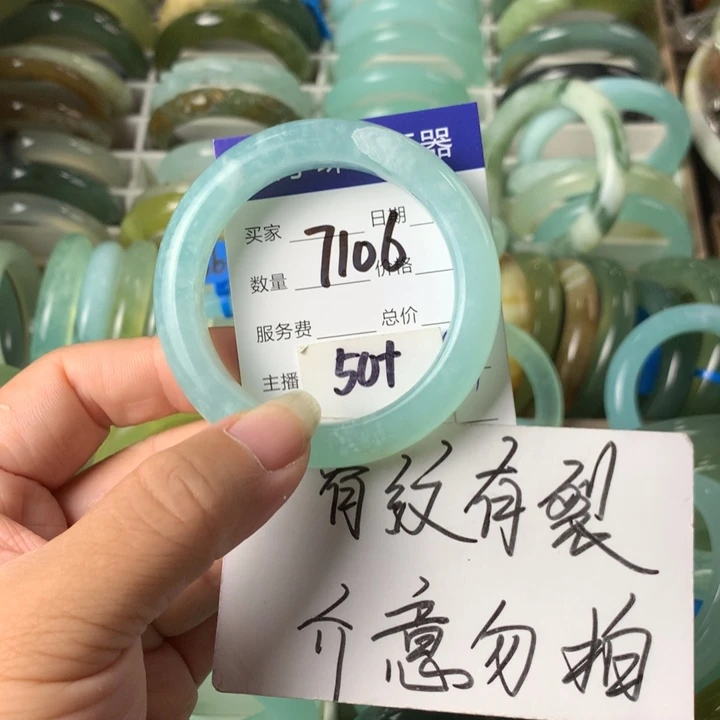 器
买家
日期
7106
数量
价格
服务费
总价
主播
50+
有纹有裂
介意勿拍